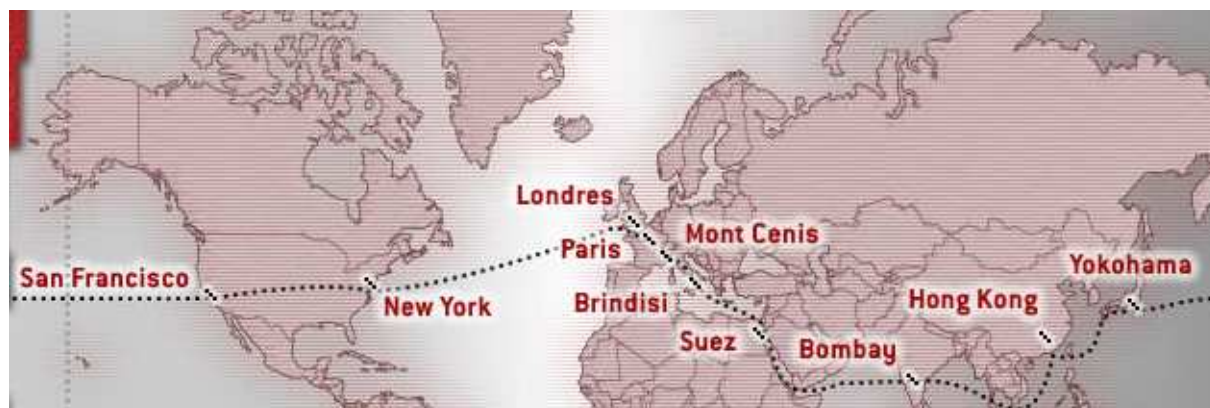 Londres
Mont Cenis
Paris
San Francisco
New York
Brindisi
Suez
Bombay
Hong Kong
Yokohama